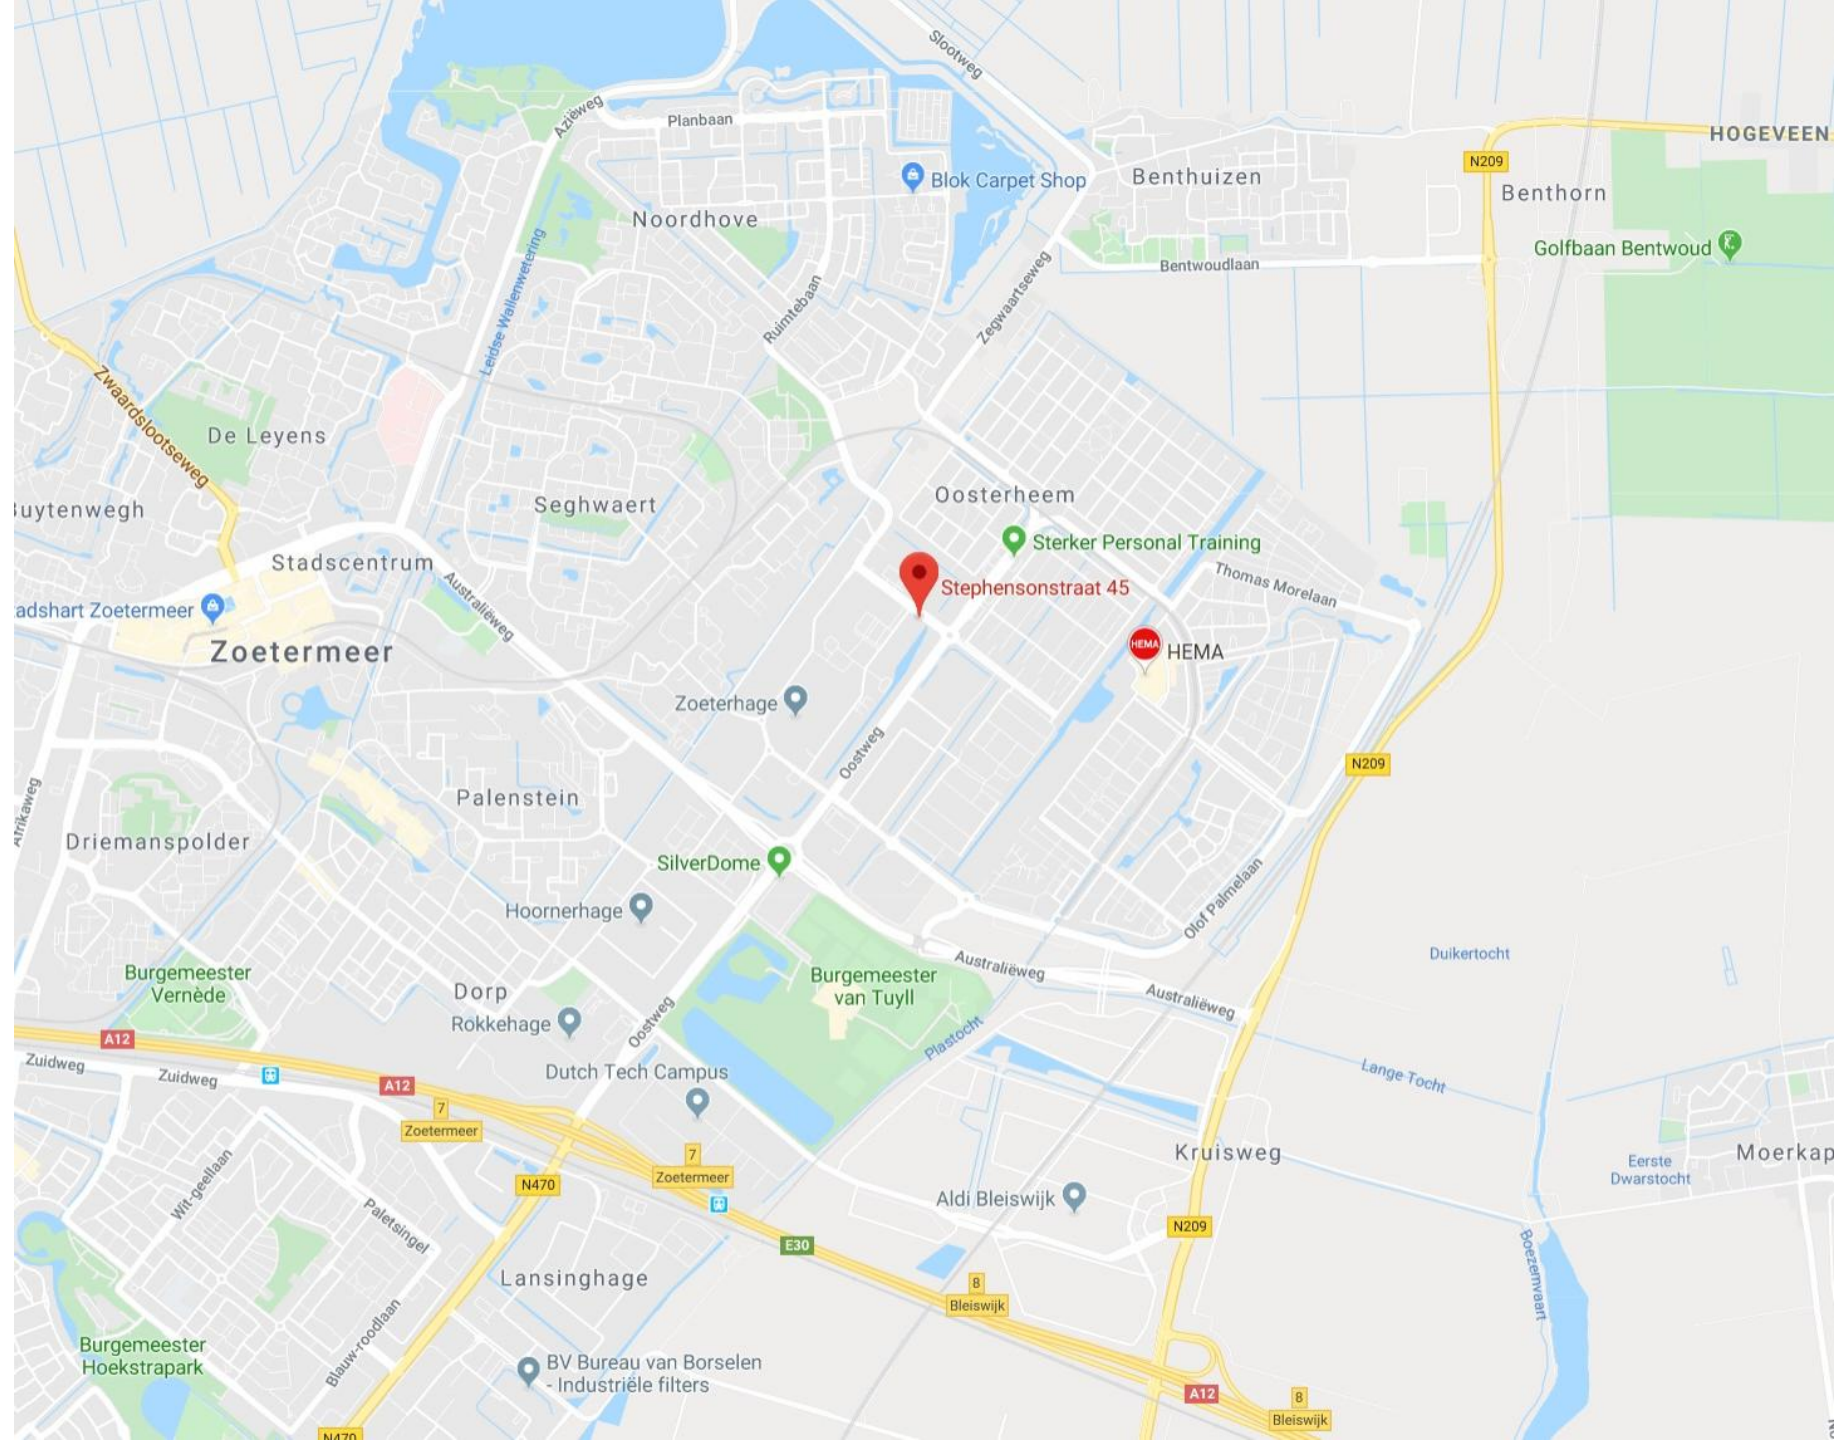 Slootweg
Aziëweg
Planbaan
HOGEVEEN
N209
Blok Carpet Shop
Benthuizen
Benthorn
Noordhove
Golfbaan Bentwoud
Bentwoudlaan
Leidse Wallenwetering
Ruimtebaan
Zegwaartseweg
Zwaardslootseweg
De Leyens
Oosterheem
Seghwaert
uytenwegh
Sterker Personal Training
Stadscentrum
Thomas Morelaan
Stephensonstraat 45
Australiëweg
adshart Zoetermeer
Zoetermeer
HEMA
HEMA
Zoeterhage
Oostweg
N209
Palenstein
Afrikaweg
Driemanspolder
SilverDome
Hoornerhage
Olof Palmelaan
Duikertocht
Burgemeester
Vernède
Australiëweg
Burgemeester
van Tuyll
Dorp
Australiëweg
Rokkehage
Oostweg
A12
Plastocht
Zuidweg
Zuidweg
Dutch Tech Campus
Lange Tocht
A12
7
Zoetermeer
7
Zoetermeer
Kruisweg
Moerkap
Eerste
Dwarstocht
Wit-geellaan
N470
Aldi Bleiswijk
Paletsingel
N209
E30
Boezemvaart
Lansinghage
8
Bleiswijk
Blauw-roodlaan
Burgemeester
Hoekstrapark
BV Bureau van Borselen
- Industriële filters
A12
8
Bleiswijk
N470